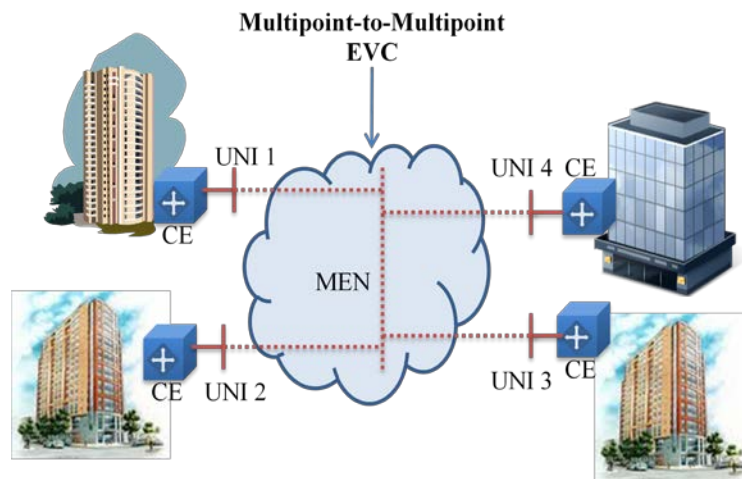 Multipoint-to-Multipoint
EVC
UNI 1
UNI 4
CE
CE
MEN
CE
UNI 2
UNI 3
CE